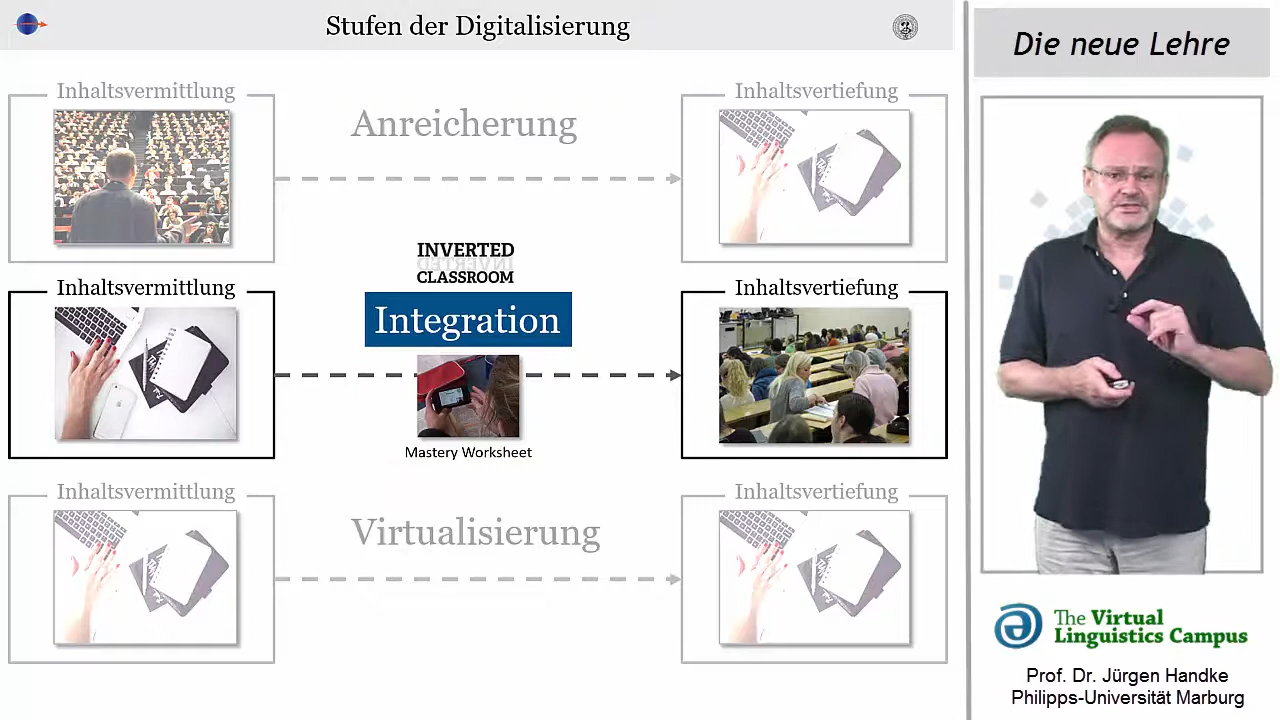 Stufen der Digitalisierung
Die neue Lehre
Inhaltsvermittlung
Anreicherung
Inhaltsvertiefung
INVERTED
CLASSROOM
Inhaltsvermittlung
Integration
Inhaltsvertiefung
Mastery Worksheet
Inhaltsvermittlung
Virtualisierung
Inhaltsvertiefung
The Virtual
Linguistics Campus
Prof. Dr. Jürgen Handke
Philipps-Universität Marburg